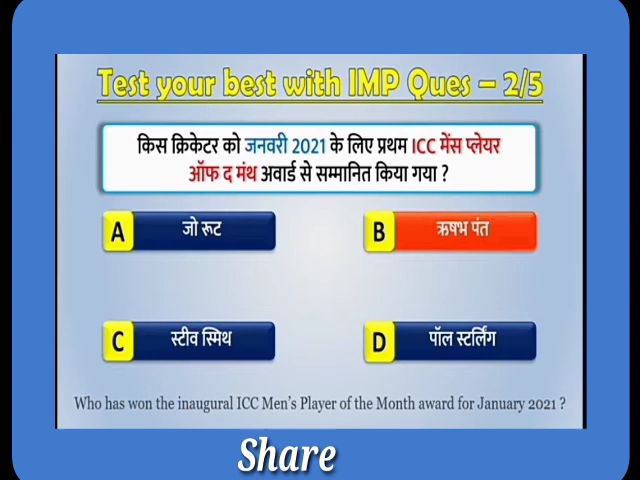 Test your best with IMP Ques – 2/5
किस क्रिकेटर को जनवरी 2021 के लिए प्रथम ICC मेंस प्लेयर
ऑफ द मंथ अवार्ड से सम्मानित किया गया ?
A जो रूट
B ऋषभ पंत
C स्टीव स्मिथ
D पॉल स्टर्लिंग
Who has won the inaugural ICC Men's Player of the Month award for January 2021 ?
Share